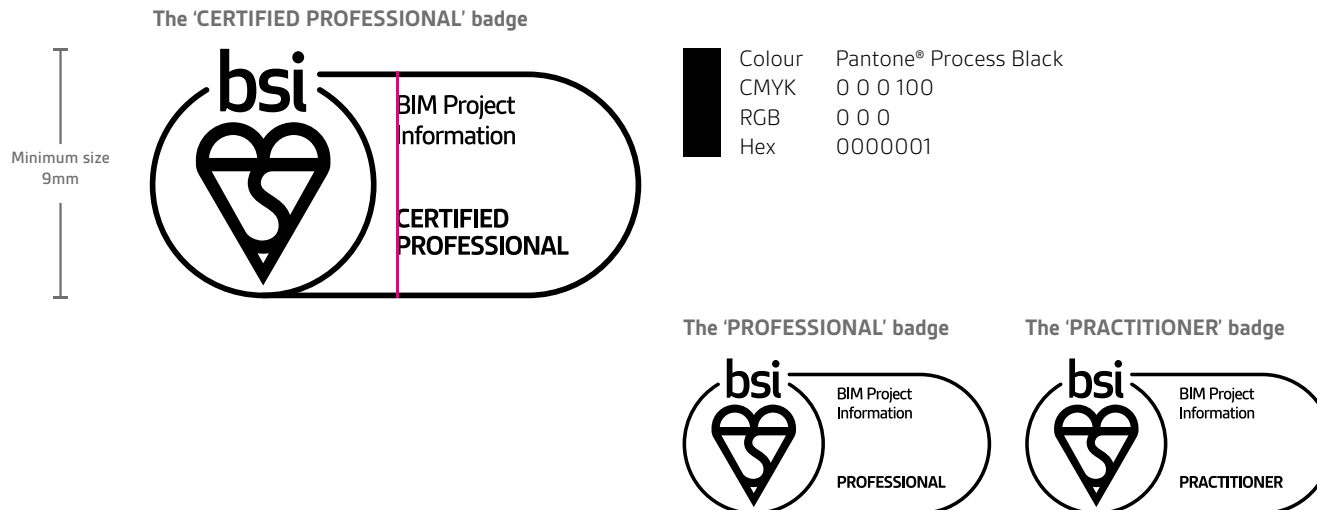 The ‘CERTIFIED PROFESSIONAL’ badge
Minimum size
9mm
bsi
BIM Project
Information
CERTIFIED
PROFESSIONAL
Colour Pantone® Process Black
CMYK 0 0 0 100
RGB 0 0 0
Hex 0000001
The ‘PROFESSIONAL’ badge
bsi
BIM Project
Information
PROFESSIONAL
The ‘PRACTITIONER’ badge
bsi
BIM Project
Information
PRACTITIONER